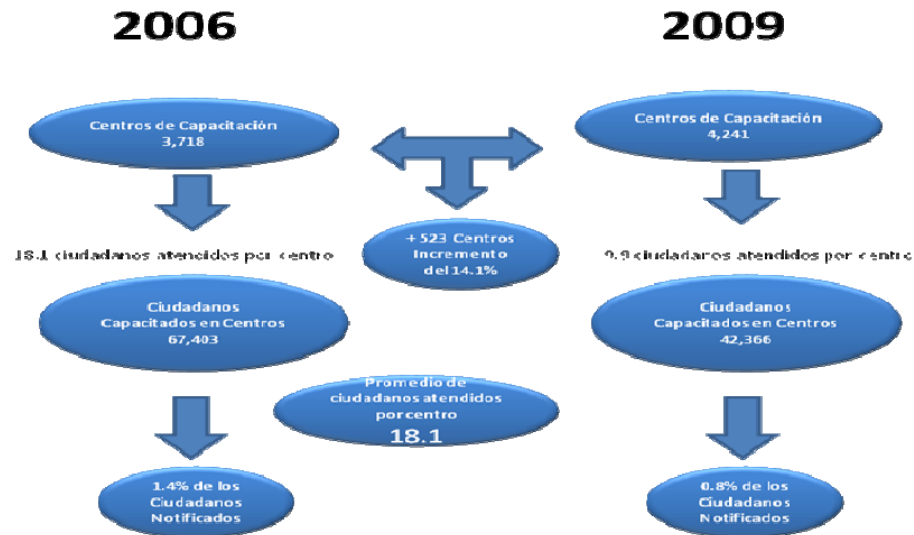 2006
2009
Centros de Capacitación
3,718
Centros de Capacitación
4,241
+ 523 Centros
Incremento
del 14.1%
18.1 ciudadanos atencidos por centro
9.9 ciudadanos atendidos por centro
Ciudadanos
Capacitados en Centros
67,403
Ciudadanos
Capacitados en Centros
42,366
Promedio de
ciudadanos atendidos
por centro
18.1
1.4% de los
Ciudadanos
Notificados
0.8% de los
Ciudadanos
Notificados